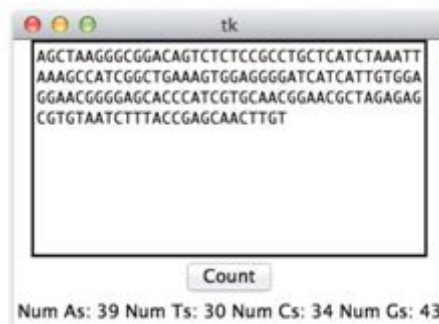 tk
AGCTAAGGGCGGACAGTCTCTCCGCCTGCTCATCTAAATT
AAAGCCATCGGCTGAAAGTGGAGGGGATCATCATTGTGGA
GGAACGGGGAGCACCCATCGTGCAACGGAACGCTAGAGAG
CGTGTAATCTTTACCGAGCAACTTGT
Count
Num As: 39 Num Ts: 30 Num Cs: 34 Num Gs: 43